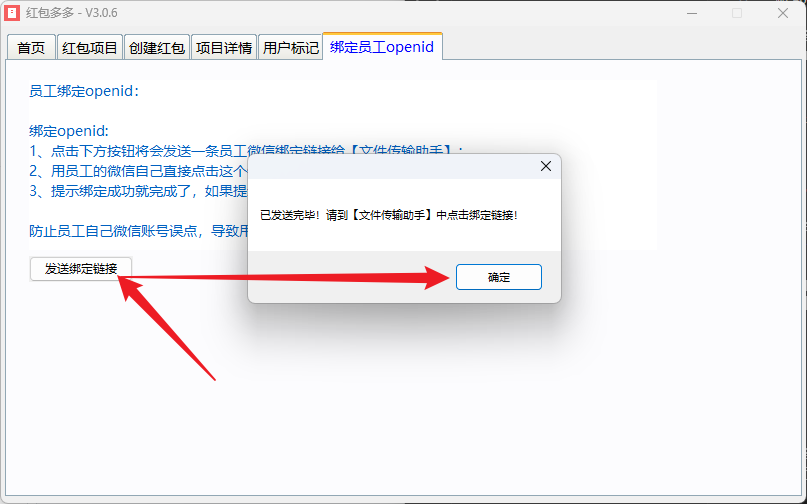 红包多多 - V3.0.6
首页 红包项目 创建红包 项目详情 用户标记 绑定员工openid
员工绑定openid：
绑定openid:
1、点击下方按钮将会发送一条员工微信绑定链接给【文件传输助手】；
2、用员工的微信自己直接点击这个
3、提示绑定成功就完成了，如果提
防止员工自己微信账号误点，导致用
已发送完毕！请到【文件传输助手】中点击绑定链接！
发送绑定链接
确定